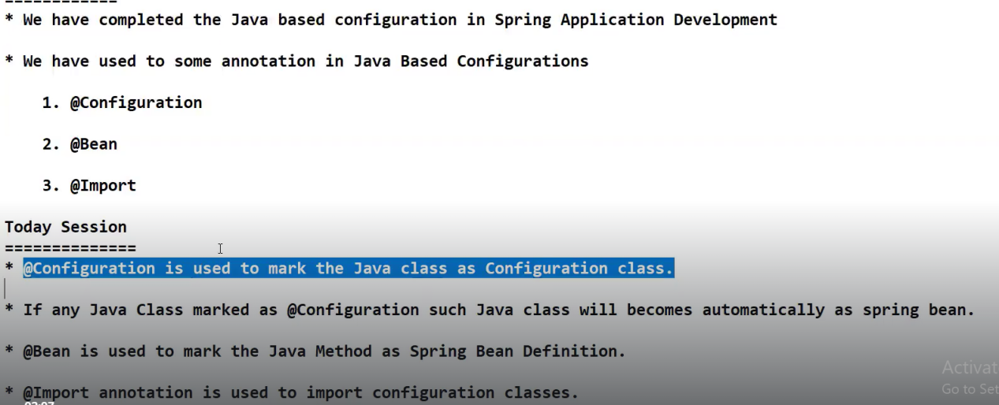 * We have completed the Java based configuration in Spring Application Development
* We have used to some annotation in Java Based Configurations
1. @Configuration
2. @Bean
3. @Import
Today Session
==============
* @Configuration is used to mark the Java class as Configuration class.
* If any Java Class marked as @Configuration such Java class will becomes automatically as spring bean.
* @Bean is used to mark the Java Method as Spring Bean Definition.
Activat
Go to Set
* @Import annotation is used to import configuration classes.